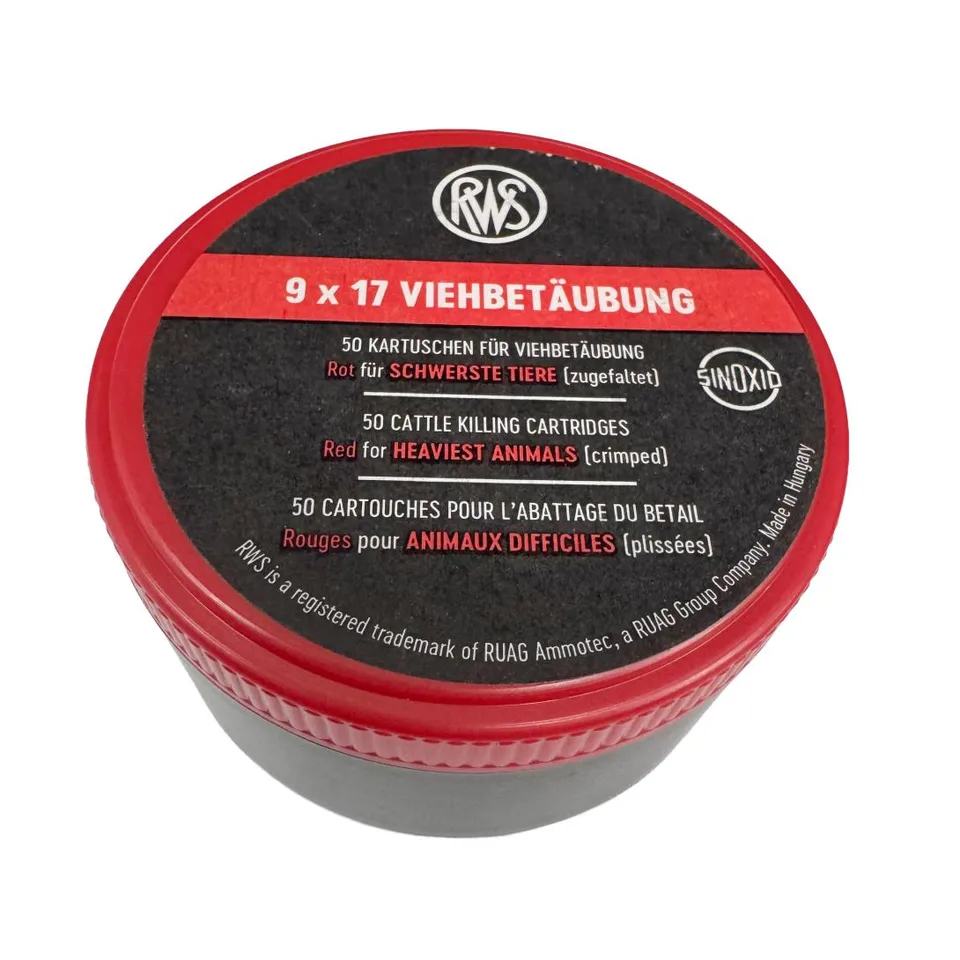 RWS
9 x 17 VIEHBETÄUBUNG
50 KARTUSCHEN FÜR VIEHBETÄUBUNG
Rot für SCHWERSTE TIERE (zugefaltet)
SINOXID
50 CATTLE KILLING CARTRIDGES
Red for HEAVIEST ANIMALS (crimped)
50 CARTOUCHES POUR L'ABATTAGE DU BETAIL
Rouges pour ANIMAUX DIFFICILES (plissées)
RWS is a registered trademark of RUAG Ammotec, a RUAG Group Company. Made in Hungary